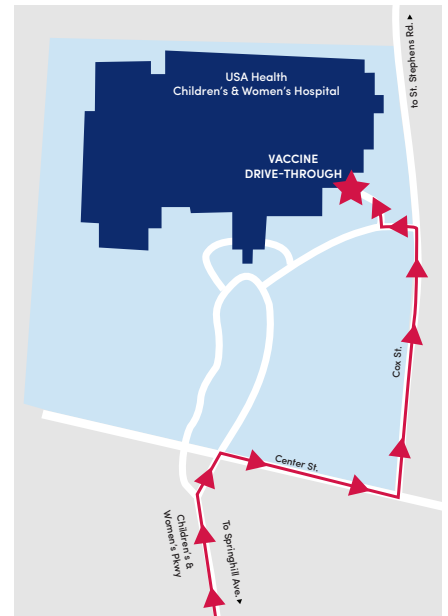 to St. Stephens Rd. ▸
USA Health
Children's & Women's Hospital
VACCINE
DRIVE-THROUGH
Cox St.
Center St.
Children's &
Women's Pkwy
To Springhill Ave. ▸